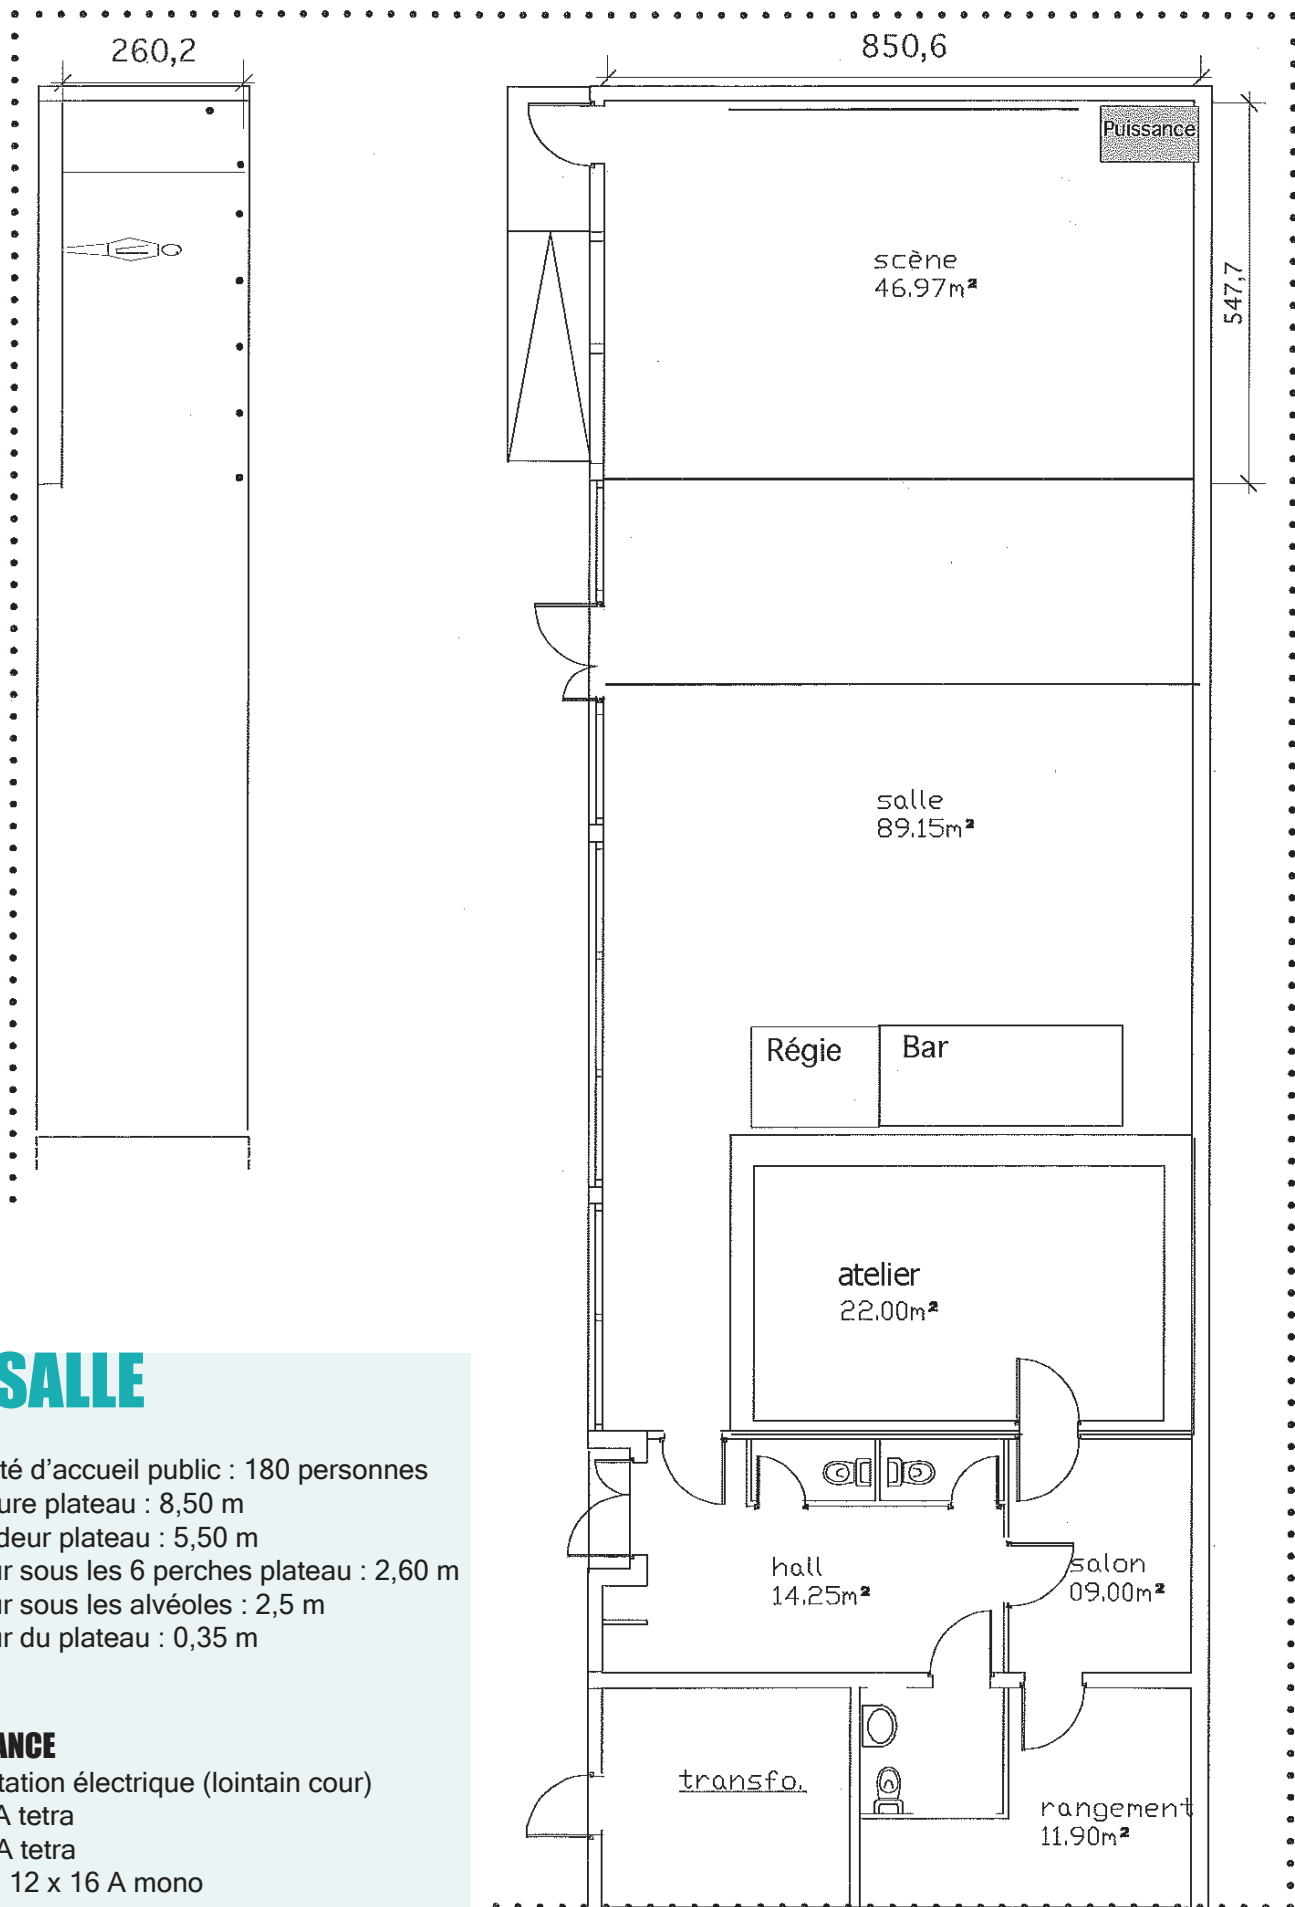 260,2
850,6
Puissance
scène
46.97m²
547,7
salle
89.15m²
Régie
Bar
atelier
22.00m²
hall
14.25m²
salon
09.00m²
transfo.
rangement
11.90m²
SALLE
té d'accueil public : 180 personnes
ure plateau : 8,50 m
deur plateau : 5,50 m
ur sous les 6 perches plateau : 2,60 m
ur sous les alvéoles : 2,5 m
ur du plateau : 0,35 m
ANCE
tation électrique (lointain cour)
A tetra
A tetra
12 x 16 A mono